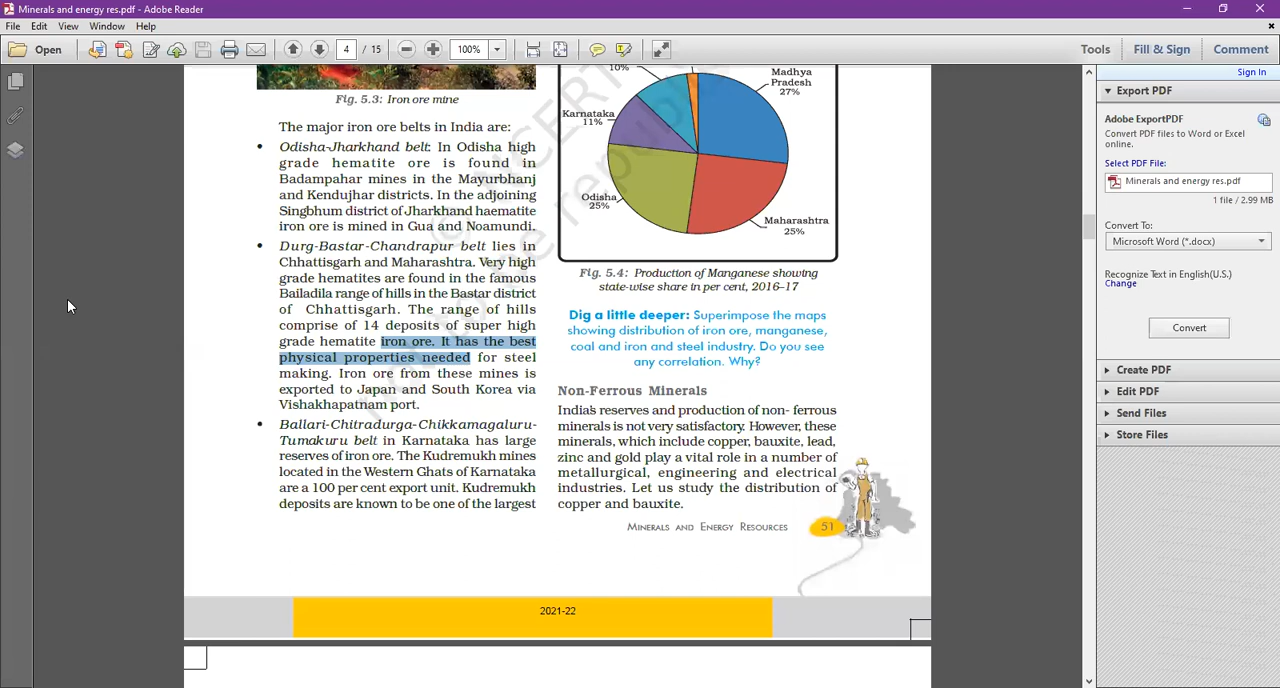 Minerals and energy res.pdf - Adobe Reader
File Edit View Window Help
Open 4 / 15 100% Tools Fill & Sign Comment
Sign In
Export PDF
Adobe ExportPDF
Convert PDF files to Word or Excel
online.
Select PDF File:
Minerals and energy res.pdf
1 file / 2.99 MB
Convert To:
Microsoft Word (*.docx)
Recognize Text in English(U.S.)
Change
Convert
Create PDF
Edit PDF
Send Files
Store Files
Fig. 5.3: Iron ore mine
The major iron ore belts in India are:
• Odisha-Jharkhand belt: In Odisha high
grade hematite ore is found in
Badampahar mines in the Mayurbhanj
and Kendujhar districts. In the adjoining
Singbhum district of Jharkhand haematite
iron ore is mined in Gua and Noamundi.
• Durg-Bastar-Chandrapur belt lies in
Chhattisgarh and Maharashtra. Very high
grade hematites are found in the famous
Bailadila range of hills in the Bastar district
of Chhattisgarh. The range of hills
comprise of 14 deposits of super high
grade hematite iron ore. It has the best
physical properties needed for steel
making. Iron ore from these mines is
exported to Japan and South Korea via
Vishakhapatnam port.
• Ballari-Chitradurga-Chikkamagaluru-
Tumakuru belt in Karnataka has large
reserves of iron ore. The Kudremukh mines
located in the Western Ghats of Karnataka
are a 100 per cent export unit. Kudremukh
deposits are known to be one of the largest
10%
Madhya
Pradesh
27%
Karnataka
11%
Odisha
25%
Maharashtra
25%
Fig. 5.4: Production of Manganese showing
state-wise share in per cent, 2016–17
Dig a little deeper: Superimpose the maps
showing distribution of iron ore, manganese,
coal and iron and steel industry. Do you see
any correlation. Why?
Non-Ferrous Minerals
India's reserves and production of non- ferrous
minerals is not very satisfactory. However, these
minerals, which include copper, bauxite, lead,
zinc and gold play a vital role in a number of
metallurgical, engineering and electrical
industries. Let us study the distribution of
copper and bauxite.
MINERALS AND ENERGY RESOURCES 51
2021-22
© NCERT